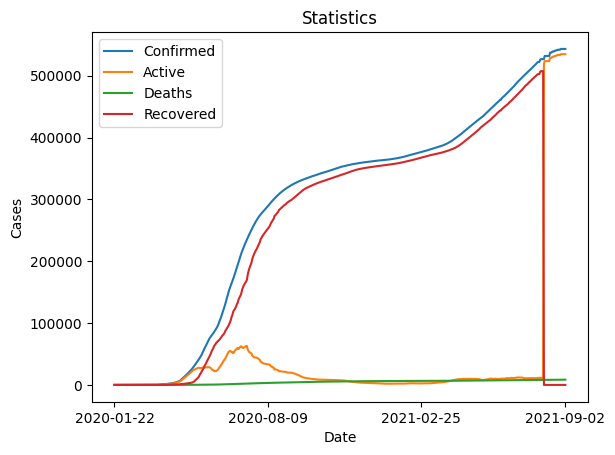 Statistics
Confirmed
Active
Deaths
Recovered
500000
400000
300000
200000
100000
0
Cases
2020-01-22
2020-08-09
2021-02-25
2021-09-02
Date